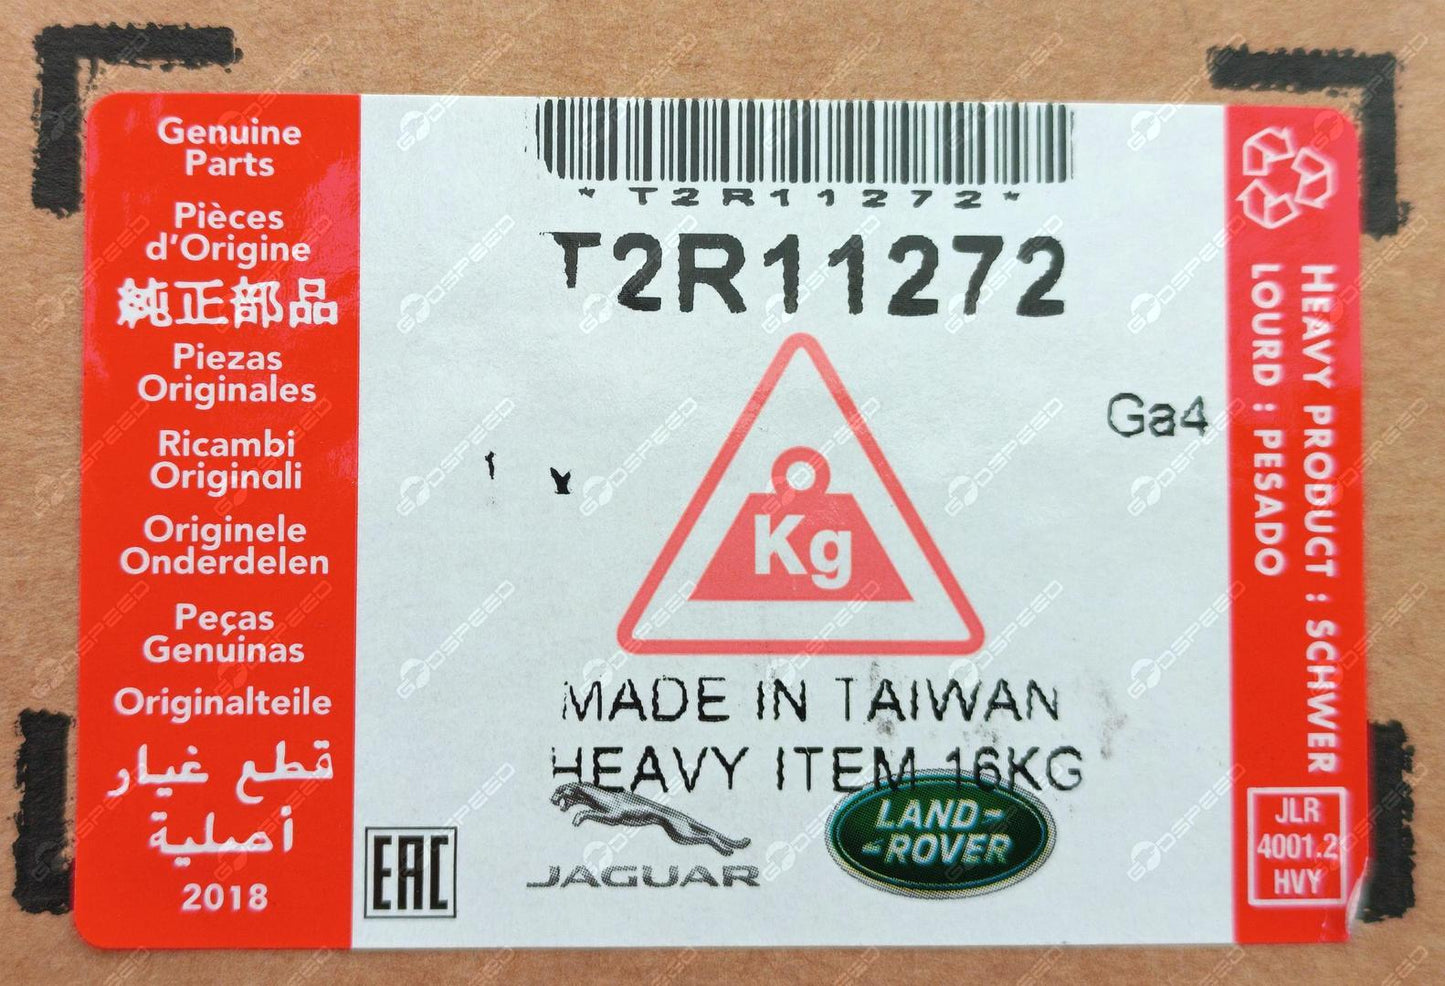 Genuine
Parts
Pièces
d'Origine
純正部品
Piezas
Originales
Ricambi
Originali
Originele
Onderdelen
Peças
Genuinas
Originalteile
قطع غيار
أصلية
2018
*T2R11272*
T2R11272
Ga4
1
Kg
MADE IN TAIWAN
HEAVY ITEM 16KG
EAC
JAGUAR
LAND-
-ROVER
HEAVY PRODUCT : SCHWER
LOURD : PESADO
JLR
4001.2
HVY
GODSPEED